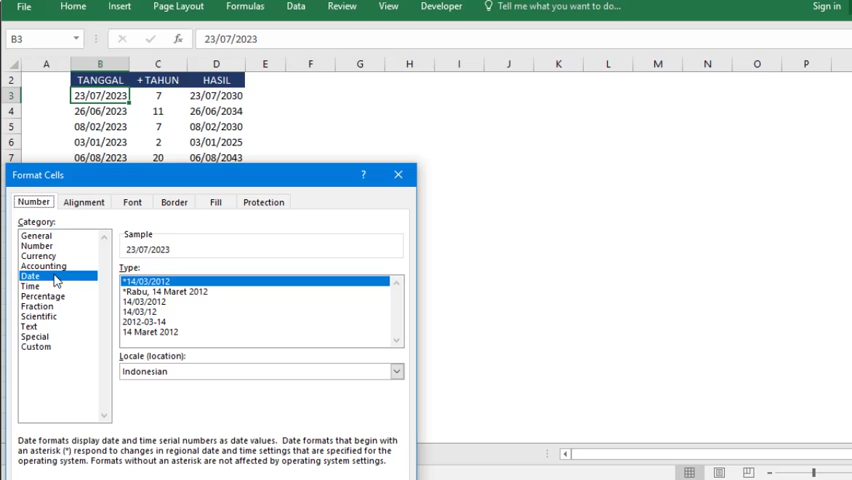 File Home Insert Page Layout Formulas Data Review View Developer Tell me what you want to do... Sign in
B3 fx 23/07/2023
A B C D E F G H I J K L M N O P
2 TANGGAL + TAHUN HASIL
3 23/07/2023 7 23/07/2030
4 26/06/2023 11 26/06/2034
5 08/02/2023 7 08/02/2030
6 03/01/2023 2 03/01/2025
7 06/08/2023 20 06/08/2043
Format Cells ?
Number Alignment Font Border Fill Protection
Category:
General
Number
Currency
Accounting
Date
Time
Percentage
Fraction
Scientific
Text
Special
Custom
Sample
23/07/2023
Type:
*14/03/2012
*Rabu, 14 Maret 2012
14/03/2012
14/03/12
2012-03-14
14 Maret 2012
Locale (location):
Indonesian
Date formats display date and time serial numbers as date values. Date formats that begin with
an asterisk (*) respond to changes in regional date and time settings that are specified for the
operating system. Formats without an asterisk are not affected by operating system settings.